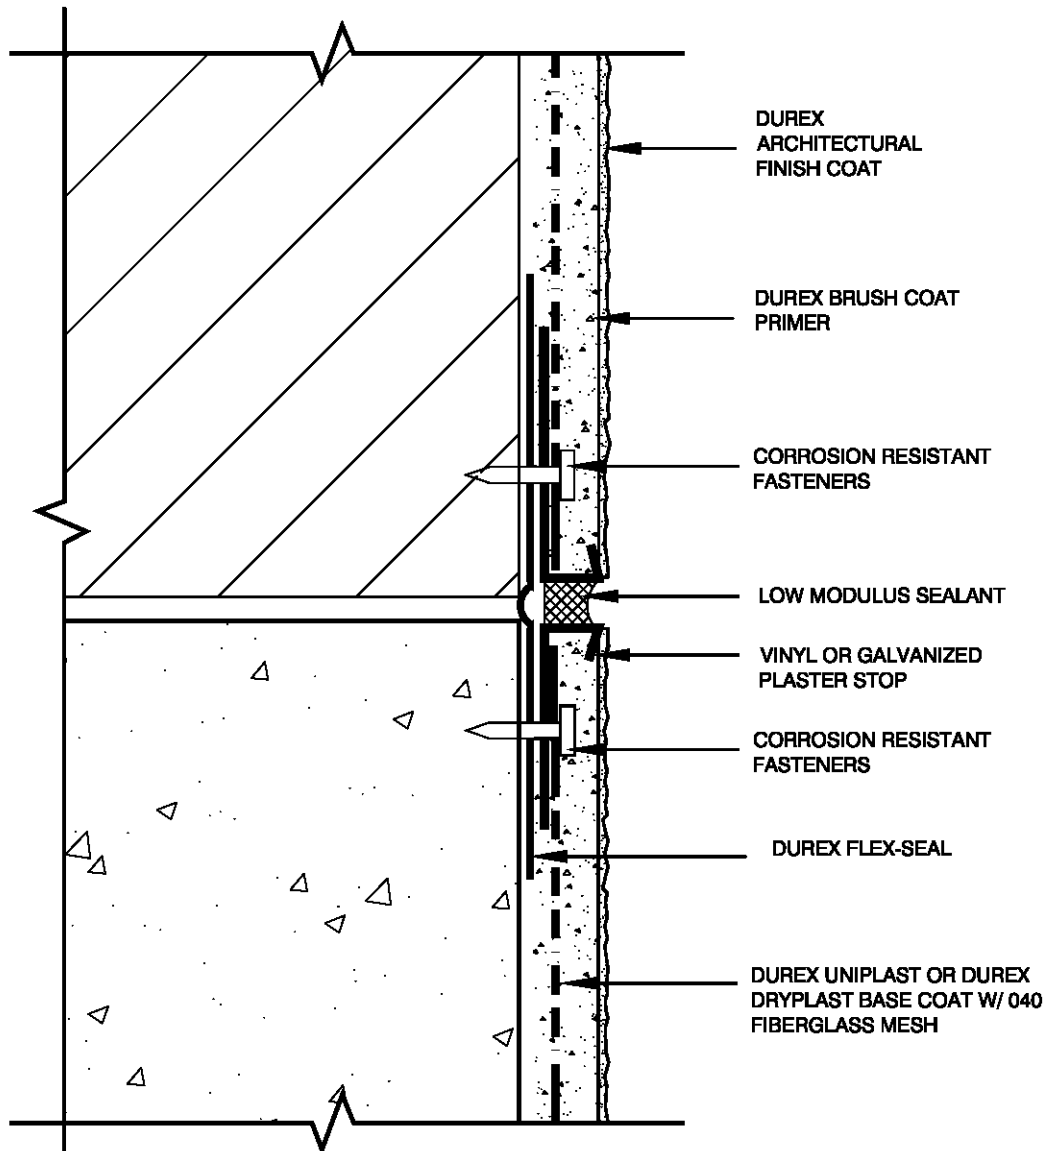 DUREX
ARCHITECTURAL
FINISH COAT
DUREX BRUSH COAT
PRIMER
CORROSION RESISTANT
FASTENERS
LOW MODULUS SEALANT
VINYL OR GALVANIZED
PLASTER STOP
CORROSION RESISTANT
FASTENERS
DUREX FLEX-SEAL
DUREX UNIPLAST OR DUREX
DRYPLAST BASE COAT W/ 040
FIBERGLASS MESH